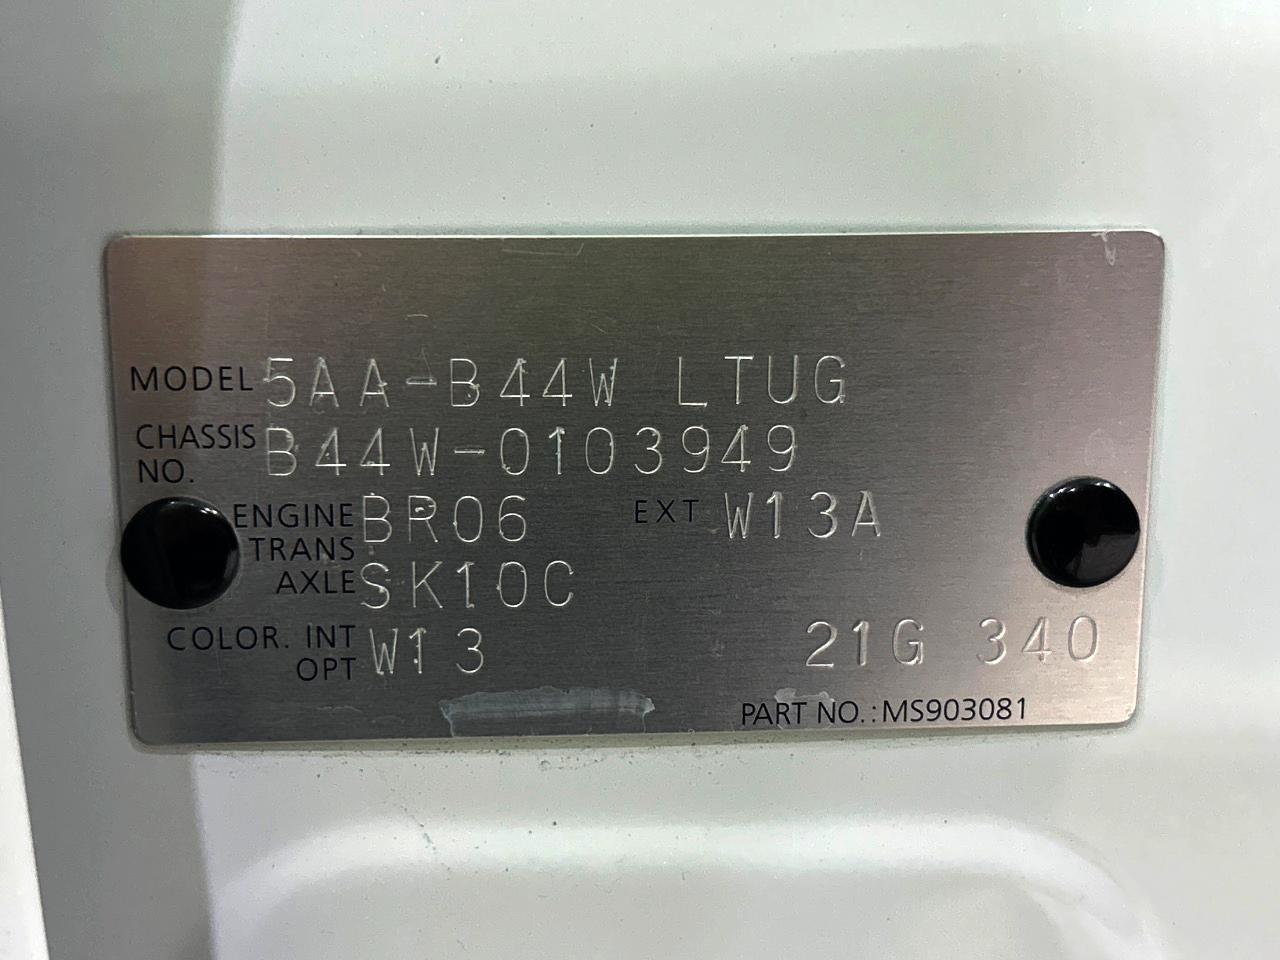 MODEL 5AA-B44W LTUG
CHASSIS NO. B44W-0103949
ENGINE BR06 EXT W13A
TRANS AXLE SK10C
COLOR. INT OPT W13 21G 340
PART NO.: MS903081